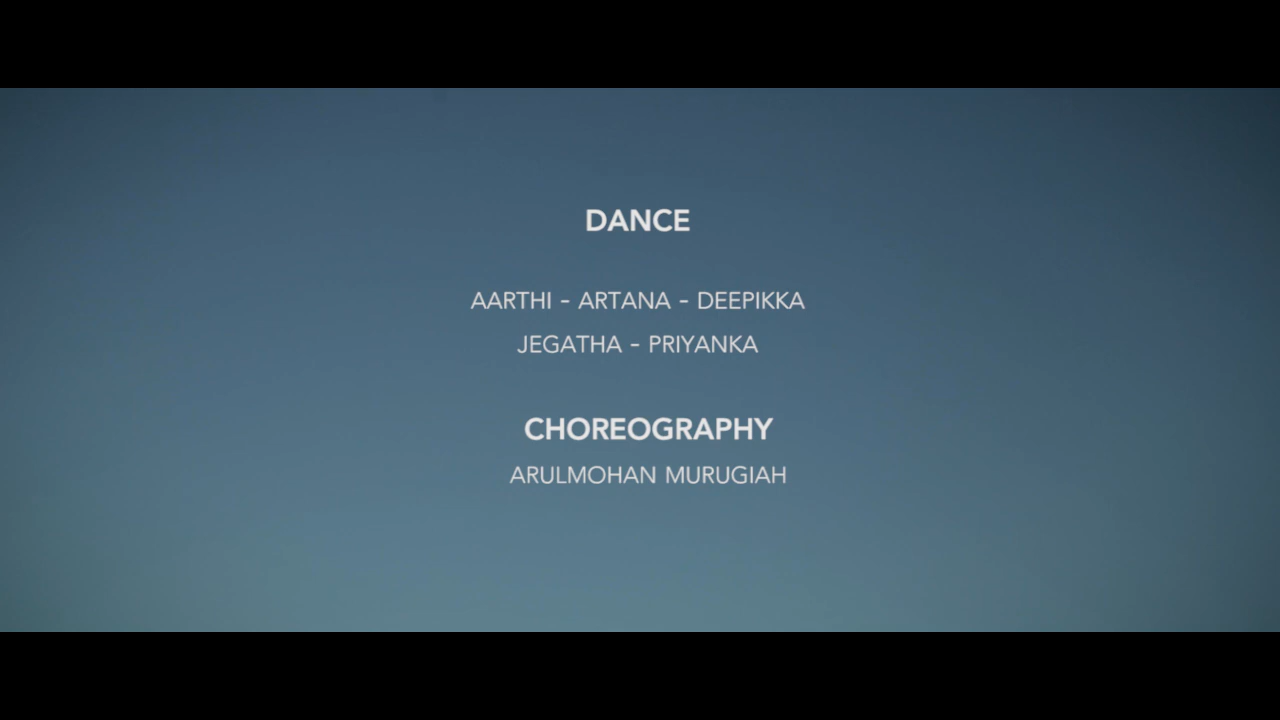 DANCE
AARTHI - ARTANA - DEEPIKKA
JEGATHA - PRIYANKA
CHOREOGRAPHY
ARULMOHAN MURUGIAH